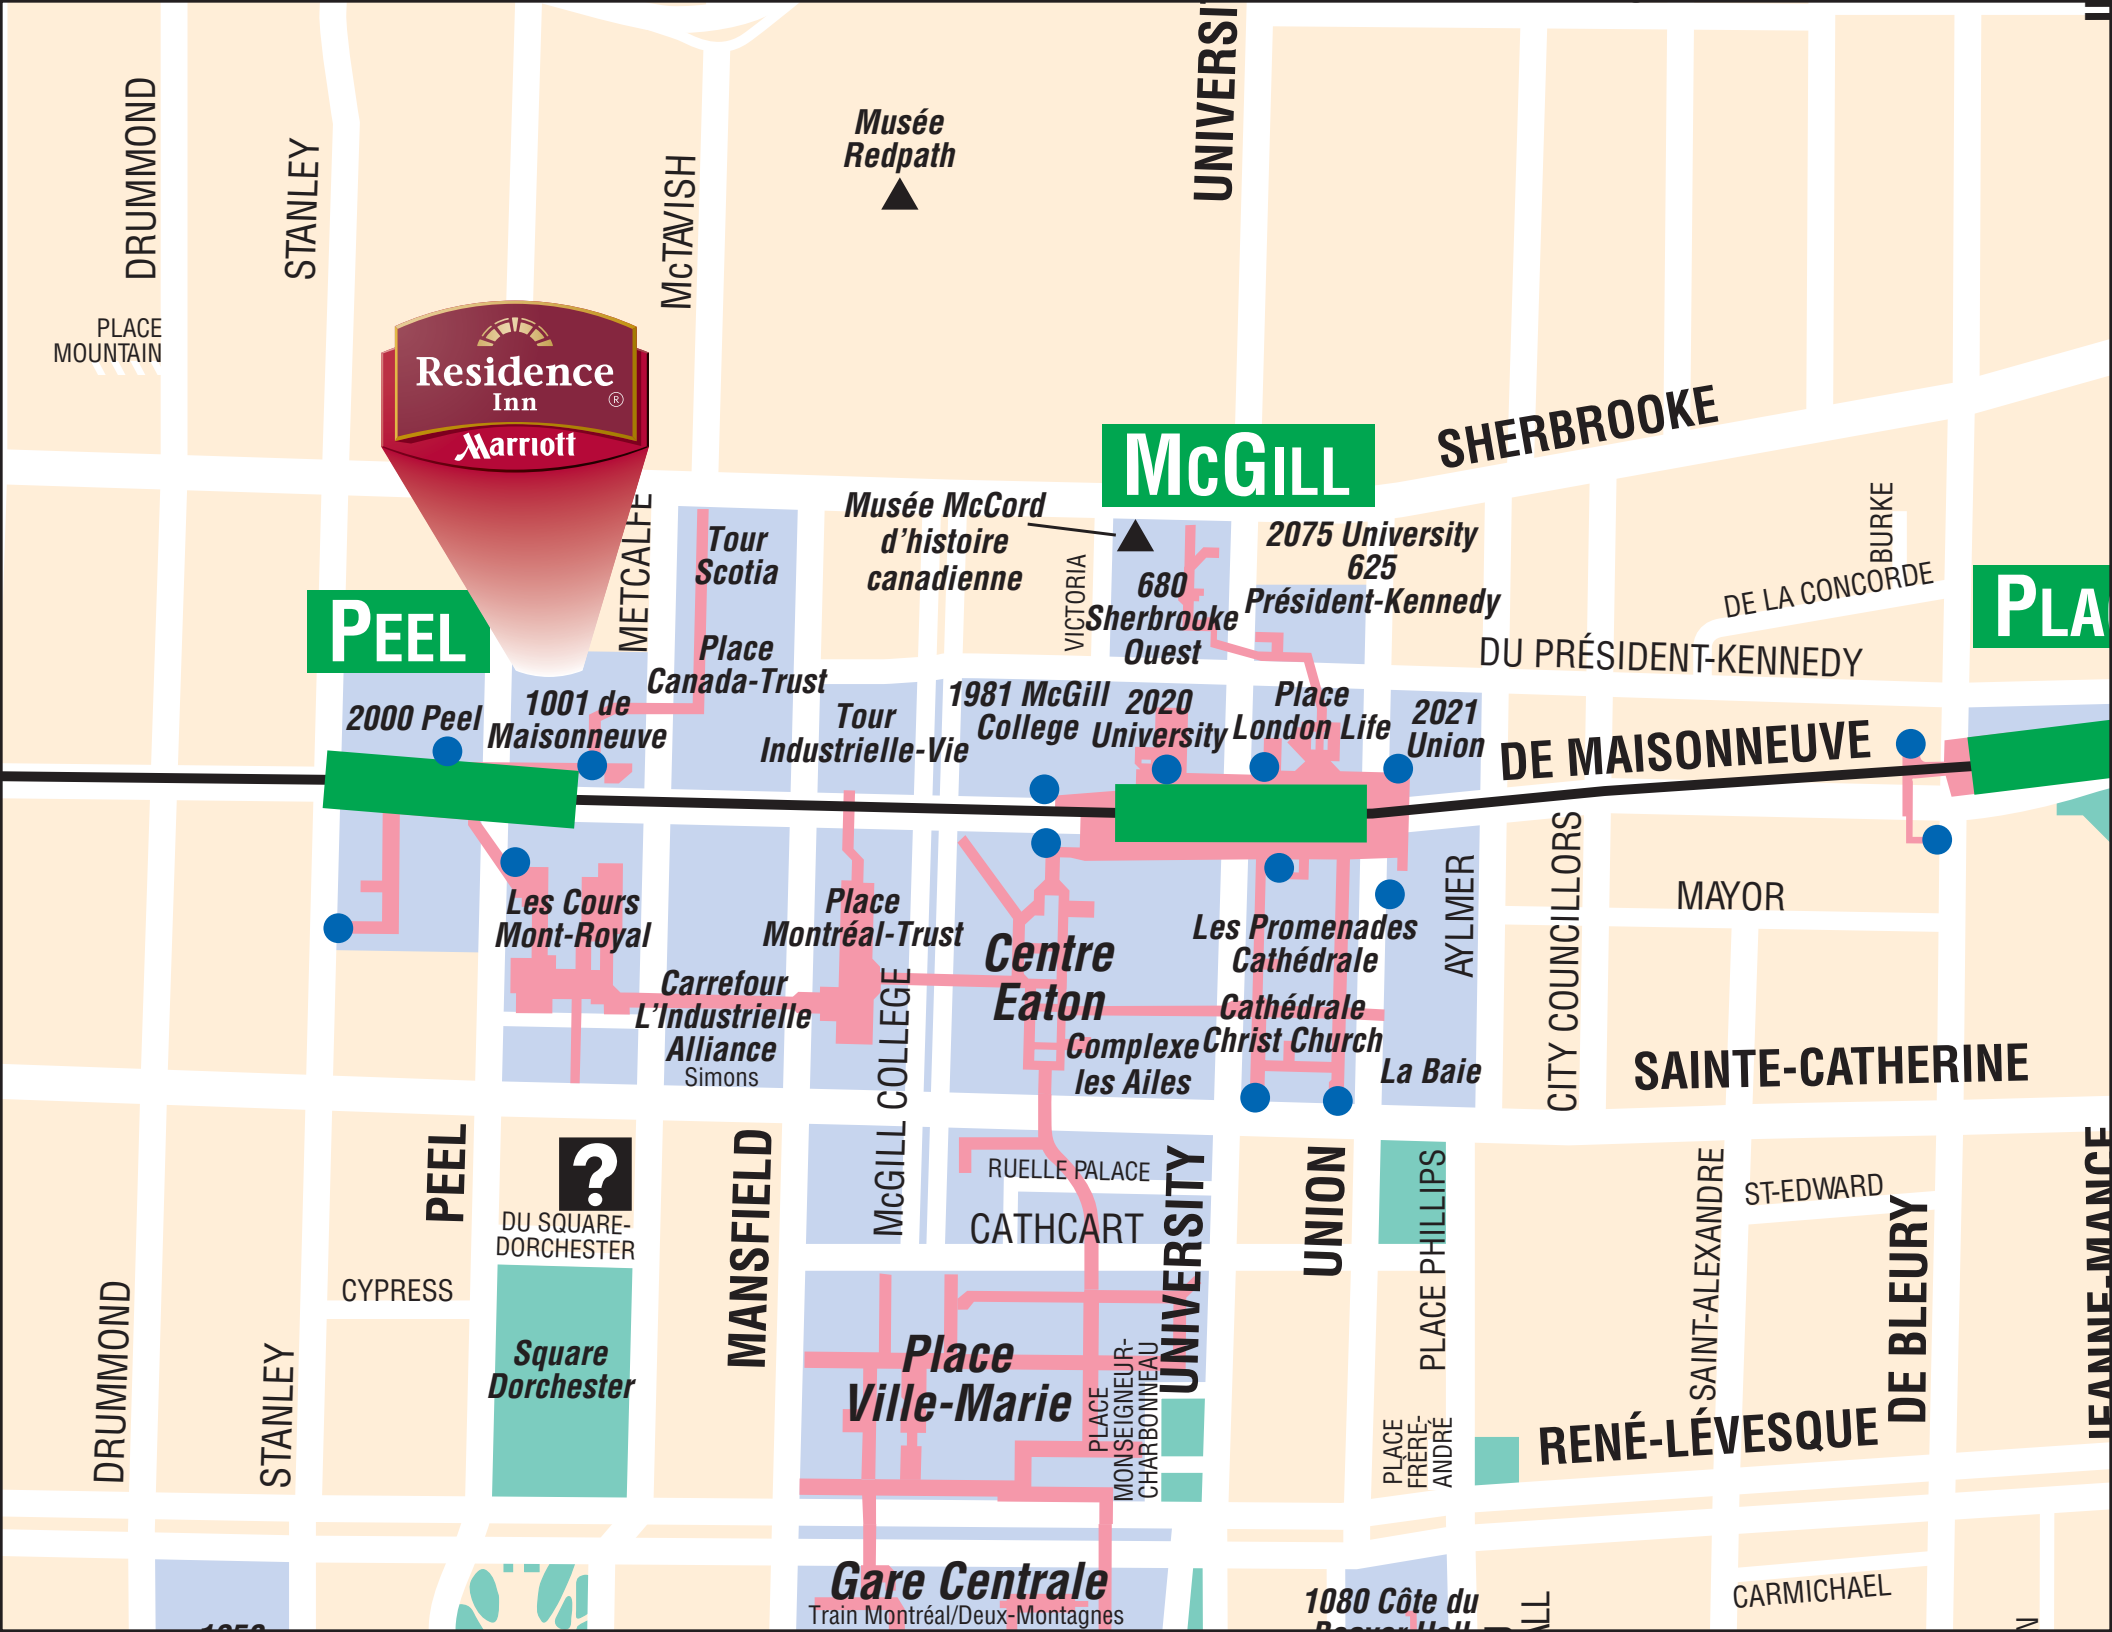 UNIVERSI
DRUMMOND
STANLEY
McTAVISH
Musée
Redpath
PLACE
MOUNTAIN
Residence
Inn
®
Marriott
SHERBROOKE
McGILL
METCALFE
Tour
Scotia
Musée McCord
d'histoire
canadienne
VICTORIA
680
Sherbrooke
Ouest
2075 University
625
Président-Kennedy
BURKE
DE LA CONCORDE
DU PRÉSIDENT-KENNEDY
PLA
PEEL
Place
Canada-Trust
2000 Peel
1001 de
Maisonneuve
Tour
Industrielle-Vie
1981 McGill
College
2020
University
Place
London Life
2021
Union
DE MAISONNEUVE
Les Cours
Mont-Royal
Place
Montréal-Trust
Centre
Eaton
Les Promenades
Cathédrale
Cathédrale
Christ Church
AYLMER
CITY COUNCILLORS
MAYOR
Carrefour
L'Industrielle
Alliance
Simons
McGILL COLLEGE
Complexe
les Ailes
La Baie
SAINTE-CATHERINE
PEEL
?
DU SQUARE-
DORCHESTER
MANSFIELD
RUELLE PALACE
CATHCART
UNIVERSITY
UNION
PLACE PHILLIPS
SAINT-ALEXANDRE
ST-EDWARD
DE BLEURY
JEANNE-MANCE
CYPRESS
DRUMMOND
STANLEY
Square
Dorchester
Place
Ville-Marie
PLACE
MONSEIGNEUR-
CHARBONNEAU
PLACE
FRÈRE-
ANDRÉ
RENÉ-LÉVESQUE
Gare Centrale
Train Montréal/Deux-Montagnes
1080 Côte du
Beaver Hall
CARMICHAEL
ALL
N